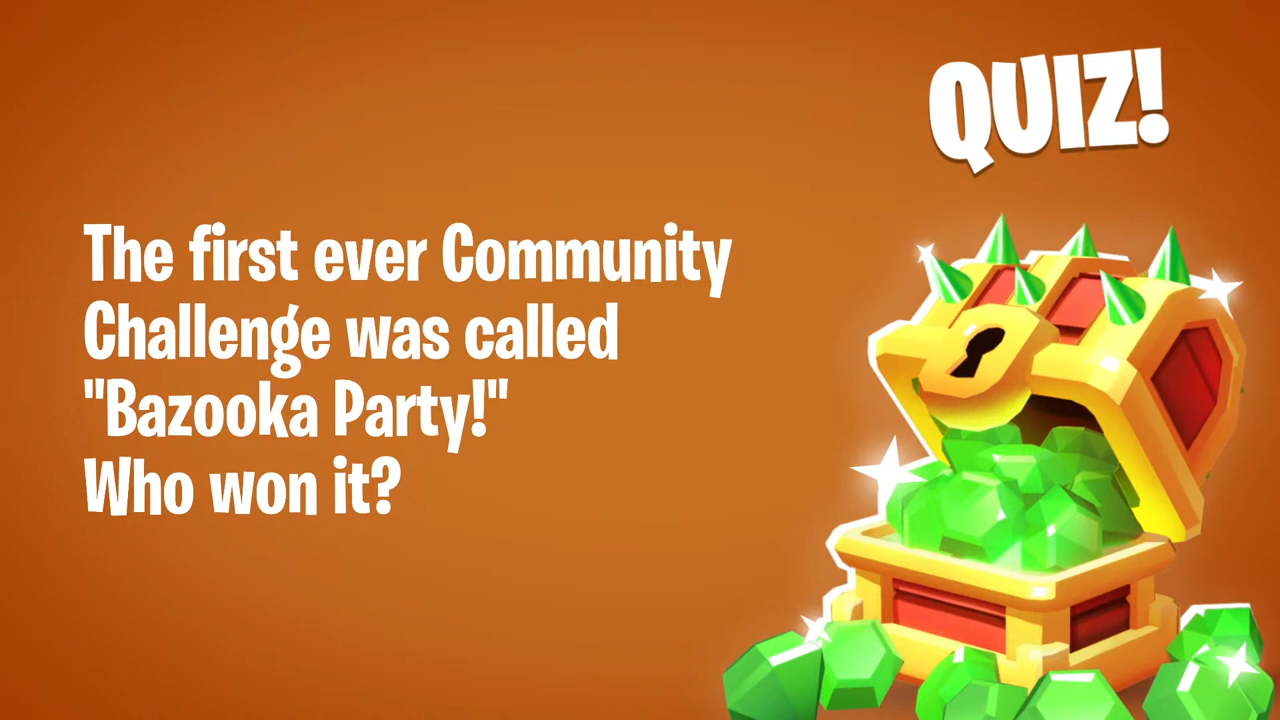 QUIZ!
The first ever Community
Challenge was called
"Bazooka Party!"
Who won it?